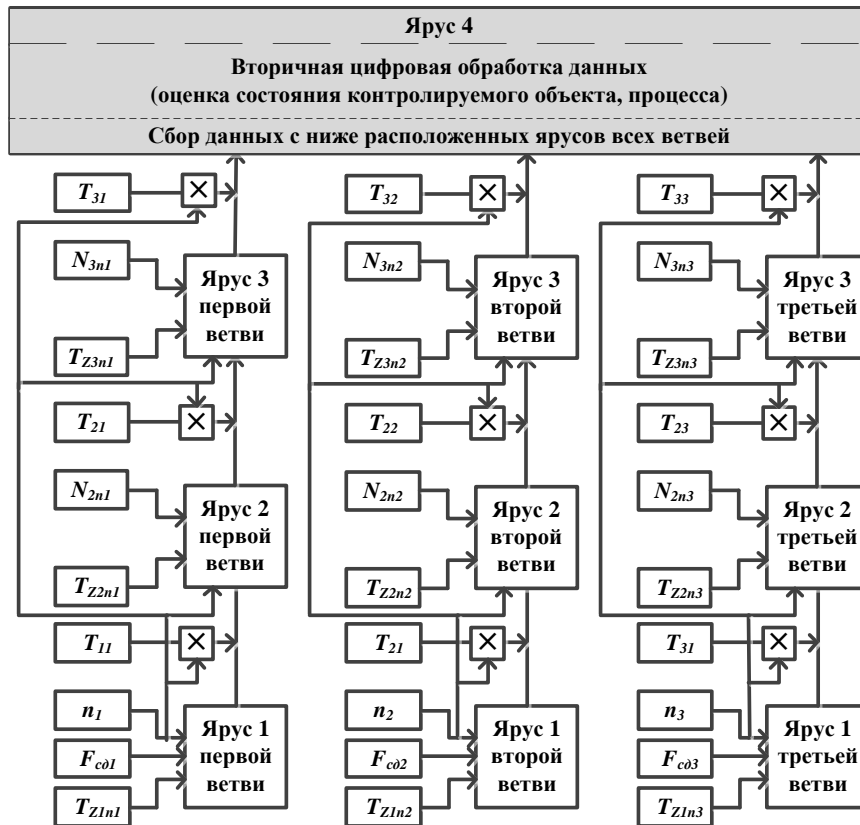 Ярус 4
Вторичная цифровая обработка данных
(оценка состояния контролируемого объекта, процесса)
Сбор данных с ниже расположенных ярусов всех ветвей
T31
×
T32
×
T33
×
N3n1
Ярус 3
первой
ветви
TZ3n1
N3n2
Ярус 3
второй
ветви
TZ3n2
N3n3
Ярус 3
третьей
ветви
TZ3n3
T21
×
T22
×
T23
×
N2n1
Ярус 2
первой
ветви
TZ2n1
N2n2
Ярус 2
второй
ветви
TZ2n2
N2n3
Ярус 2
третьей
ветви
TZ2n3
T11
×
T21
×
T31
×
n1
Fcд1
TZ1n1
Ярус 1
первой
ветви
n2
Fcд2
TZ1n2
Ярус 1
второй
ветви
n3
Fcд3
TZ1n3
Ярус 1
третьей
ветви